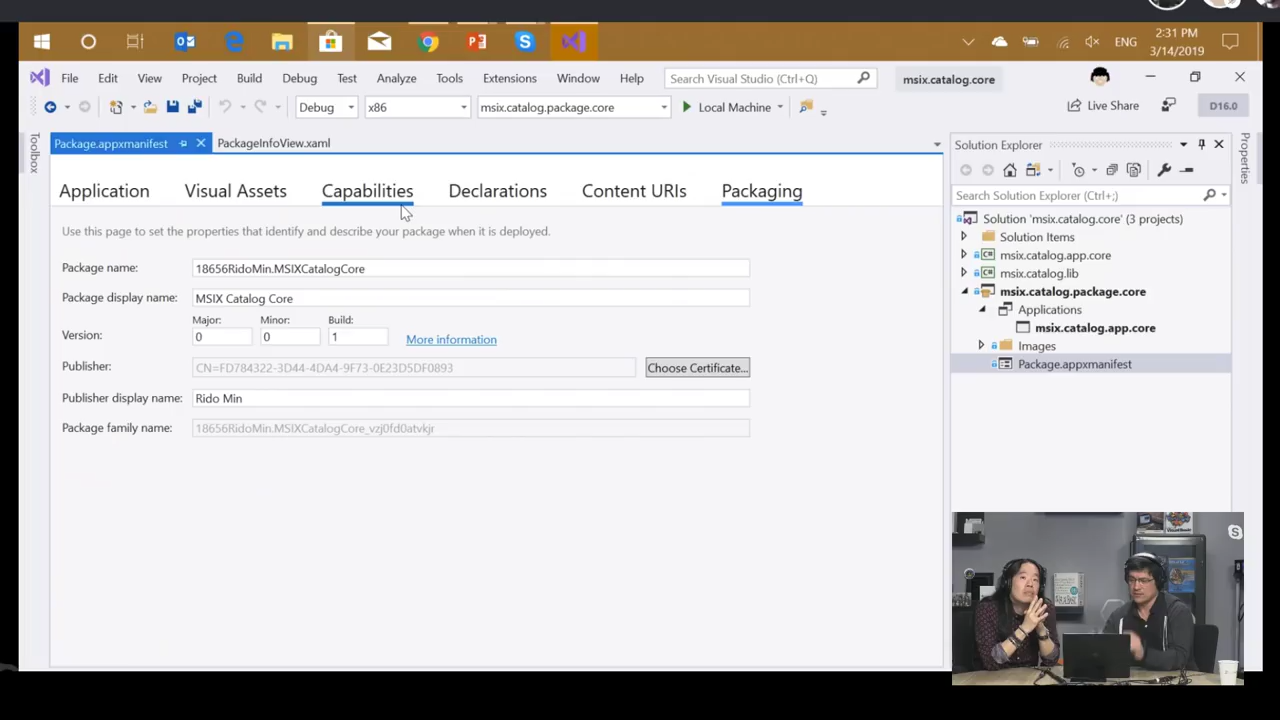 2:31 PM
ENG
3/14/2019
File Edit View Project Build Debug Test Analyze Tools Extensions Window Help
Search Visual Studio (Ctrl+Q)
msix.catalog.core
Debug
x86
msix.catalog.package.core
Local Machine
Live Share
D16.0
Toolbox
Package.appxmanifest
PackageInfoView.xaml
Application
Visual Assets
Capabilities
Declarations
Content URIs
Packaging
Use this page to set the properties that identify and describe your package when it is deployed.
Package name:
18656RidoMin.MSIXCatalogCore
Package display name:
MSIX Catalog Core
Major: Minor: Build:
Version:
0 0 1
More information
Publisher:
CN=FD784322-3D44-4DA4-9F73-0E23D5DF0893
Choose Certificate...
Publisher display name:
Rido Min
Package family name:
18656RidoMin.MSIXCatalogCore_vzj0fd0atvkjr
Solution Explorer
Search Solution Explorer (Ctrl+;)
Solution 'msix.catalog.core' (3 projects)
Solution Items
msix.catalog.app.core
msix.catalog.lib
msix.catalog.package.core
Applications
msix.catalog.app.core
Images
Package.appxmanifest
Properties